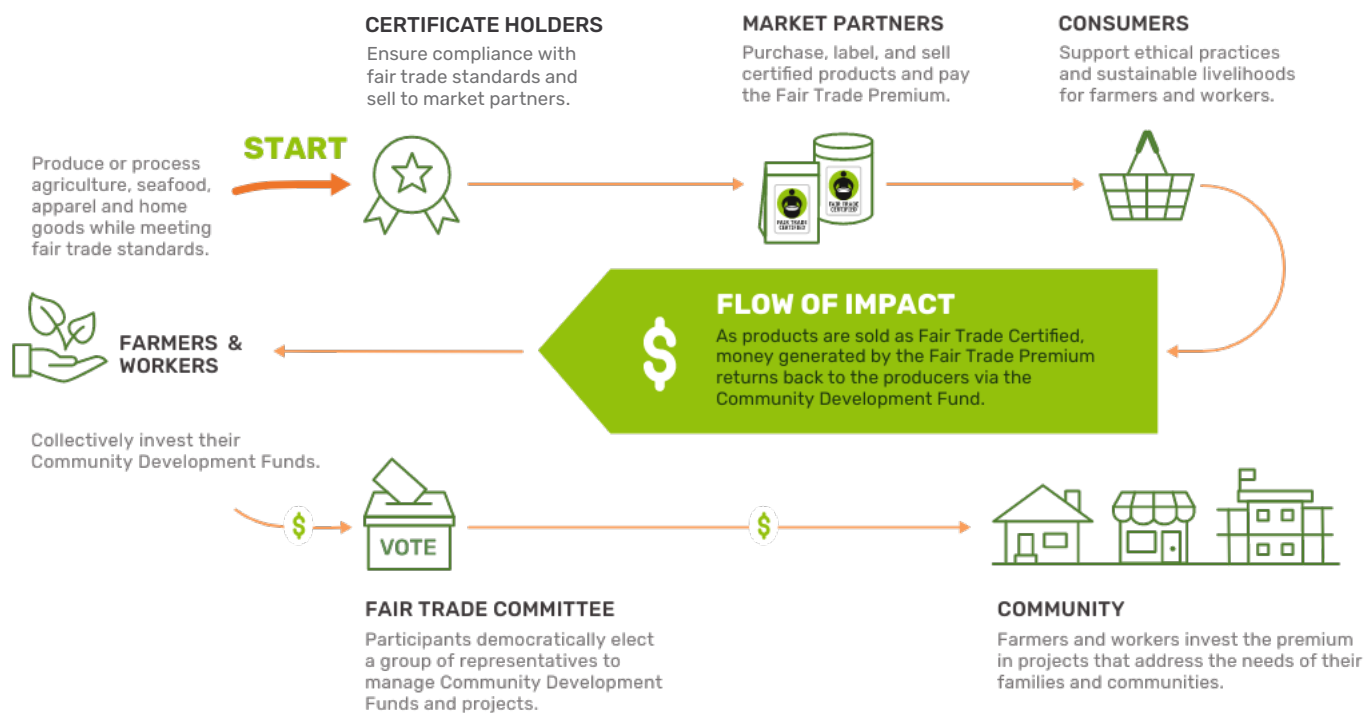 CERTIFICATE HOLDERS
Ensure compliance with
fair trade standards and
sell to market partners.
MARKET PARTNERS
Purchase, label, and sell
certified products and pay
the Fair Trade Premium.
CONSUMERS
Support ethical practices
and sustainable livelihoods
for farmers and workers.
START
Produce or process
agriculture, seafood,
apparel and home
goods while meeting
fair trade standards.
FAIR TRADE
CERTIFIED
FAIR TRADE
CERTIFIED
FLOW OF IMPACT
$
As products are sold as Fair Trade Certified,
money generated by the Fair Trade Premium
returns back to the producers via the
Community Development Fund.
FARMERS &
WORKERS
Collectively invest their
Community Development Funds.
$
VOTE
$
FAIR TRADE COMMITTEE
Participants democratically elect
a group of representatives to
manage Community Development
Funds and projects.
COMMUNITY
Farmers and workers invest the premium
in projects that address the needs of their
families and communities.